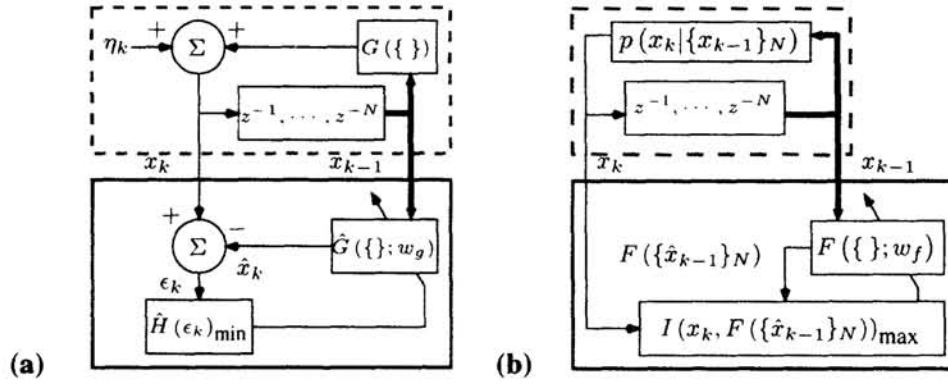 + +
η_k Σ G ({ })
z^{-1}, ···, z^{-N}
x_k x_{k-1}
+ −
Σ Ĝ ({}; w_g)
x̂_k
ϵ_k
Ĥ (ϵ_k)_min
(a)
p (x_k|{x_{k-1}}_N)
z^{-1}, ···, z^{-N}
x_k x_{k-1}
F ({x̂_{k-1}}_N) F ({ }; w_f)
I (x_k, F ({x̂_{k-1}}_N))_max
(b)